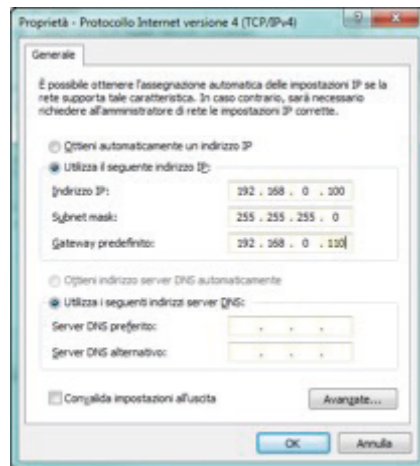 Proprietà - Protocollo Internet versione 4 (TCP/IPv4)
Generale
È possibile ottenere l'assegnazione automatica delle impostazioni IP se la
rete supporta tale caratteristica. In caso contrario, sarà necessario
richiedere all'amministratore di rete le impostazioni IP corrette.
Ottieni automaticamente un indirizzo IP
Utilizza il seguente indirizzo IP:
Indirizzo IP: 192 . 168 . 0 . 100
Subnet mask: 255 . 255 . 255 . 0
Gateway predefinito: 192 . 168 . 0 . 110
Ottieni indirizzo server DNS automaticamente
Utilizza i seguenti indirizzi server DNS:
Server DNS preferito: . . .
Server DNS alternativo: . . .
Convalida impostazioni all'uscita Avanzate...
OK Annulla